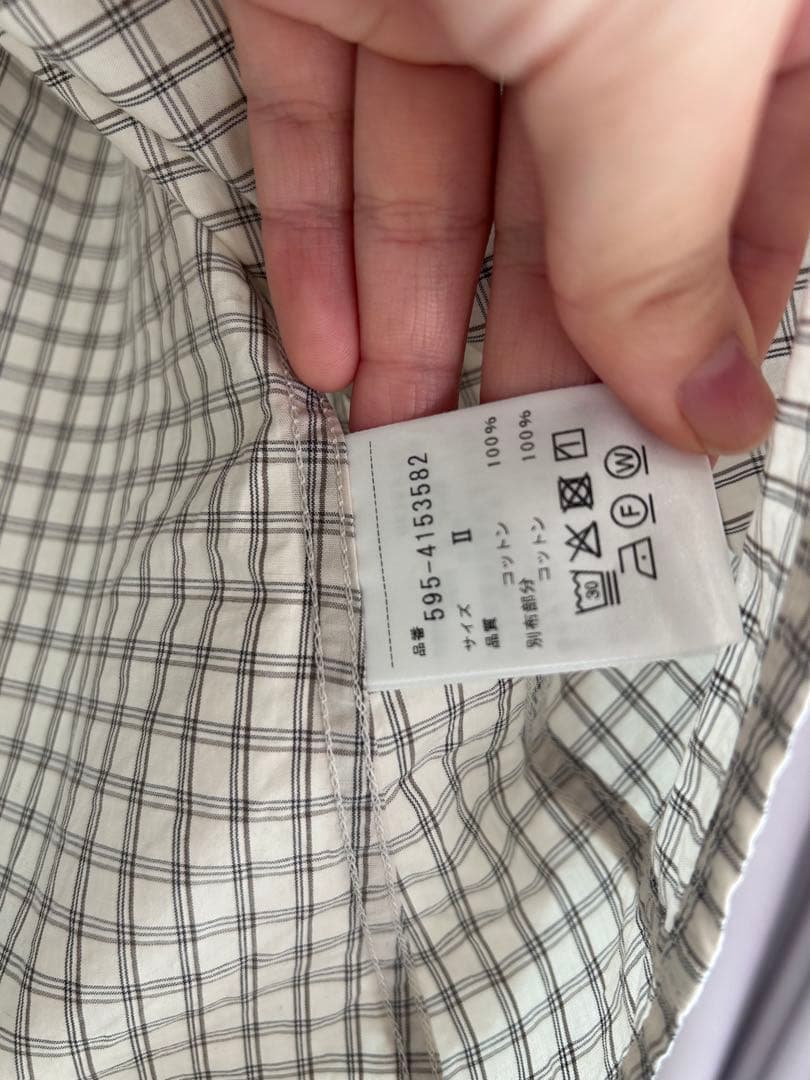 品番
595-4153582
サイズ Ⅱ
品質
コットン 100%
別布部分
コットン 100%
30
F W